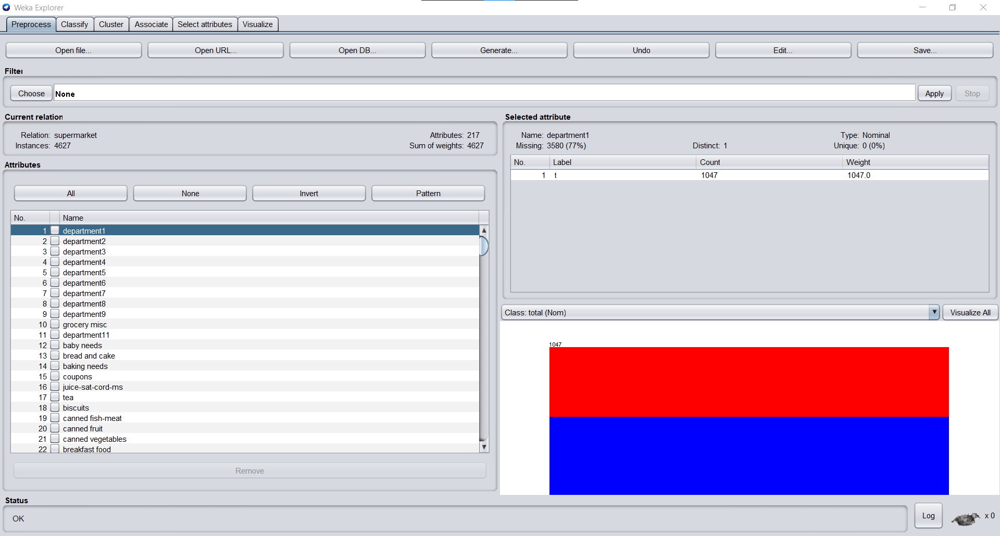 Weka Explorer
Preprocess Classify Cluster Associate Select attributes Visualize
Open file... Open URL... Open DB... Generate... Undo Edit... Save...
Filter
Choose None Apply Stop
Current relation
Relation: supermarket Attributes: 217
Instances: 4627 Sum of weights: 4627
Selected attribute
Name: department1 Type: Nominal
Missing: 3580 (77%) Distinct: 1 Unique: 0 (0%)
No. Label Count Weight
1 t 1047 1047.0
Attributes
All None Invert Pattern
No. Name
1 department1
2 department2
3 department3
4 department4
5 department5
6 department6
7 department7
8 department8
9 department9
10 grocery misc
11 department11
12 baby needs
13 bread and cake
14 baking needs
15 coupons
16 juice-sat-cord-ms
17 tea
18 biscuits
19 canned fish-meat
20 canned fruit
21 canned vegetables
22 breakfast food
Remove
Class: total (Nom) Visualize All
1047
Status
OK
Log x 0